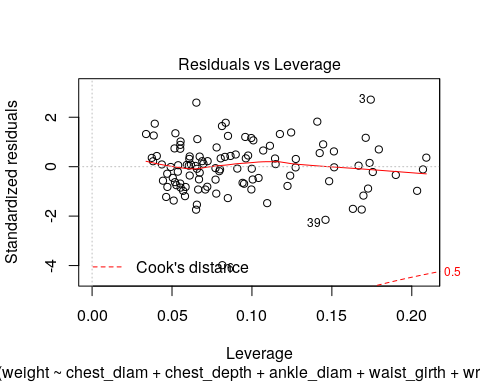 Residuals vs Leverage
Standardized residuals
2
0
-2
-4
3
39
6
Cook's distance
0.5
0.00 0.05 0.10 0.15 0.20
Leverage
(weight ~ chest_diam + chest_depth + ankle_diam + waist_girth + wr